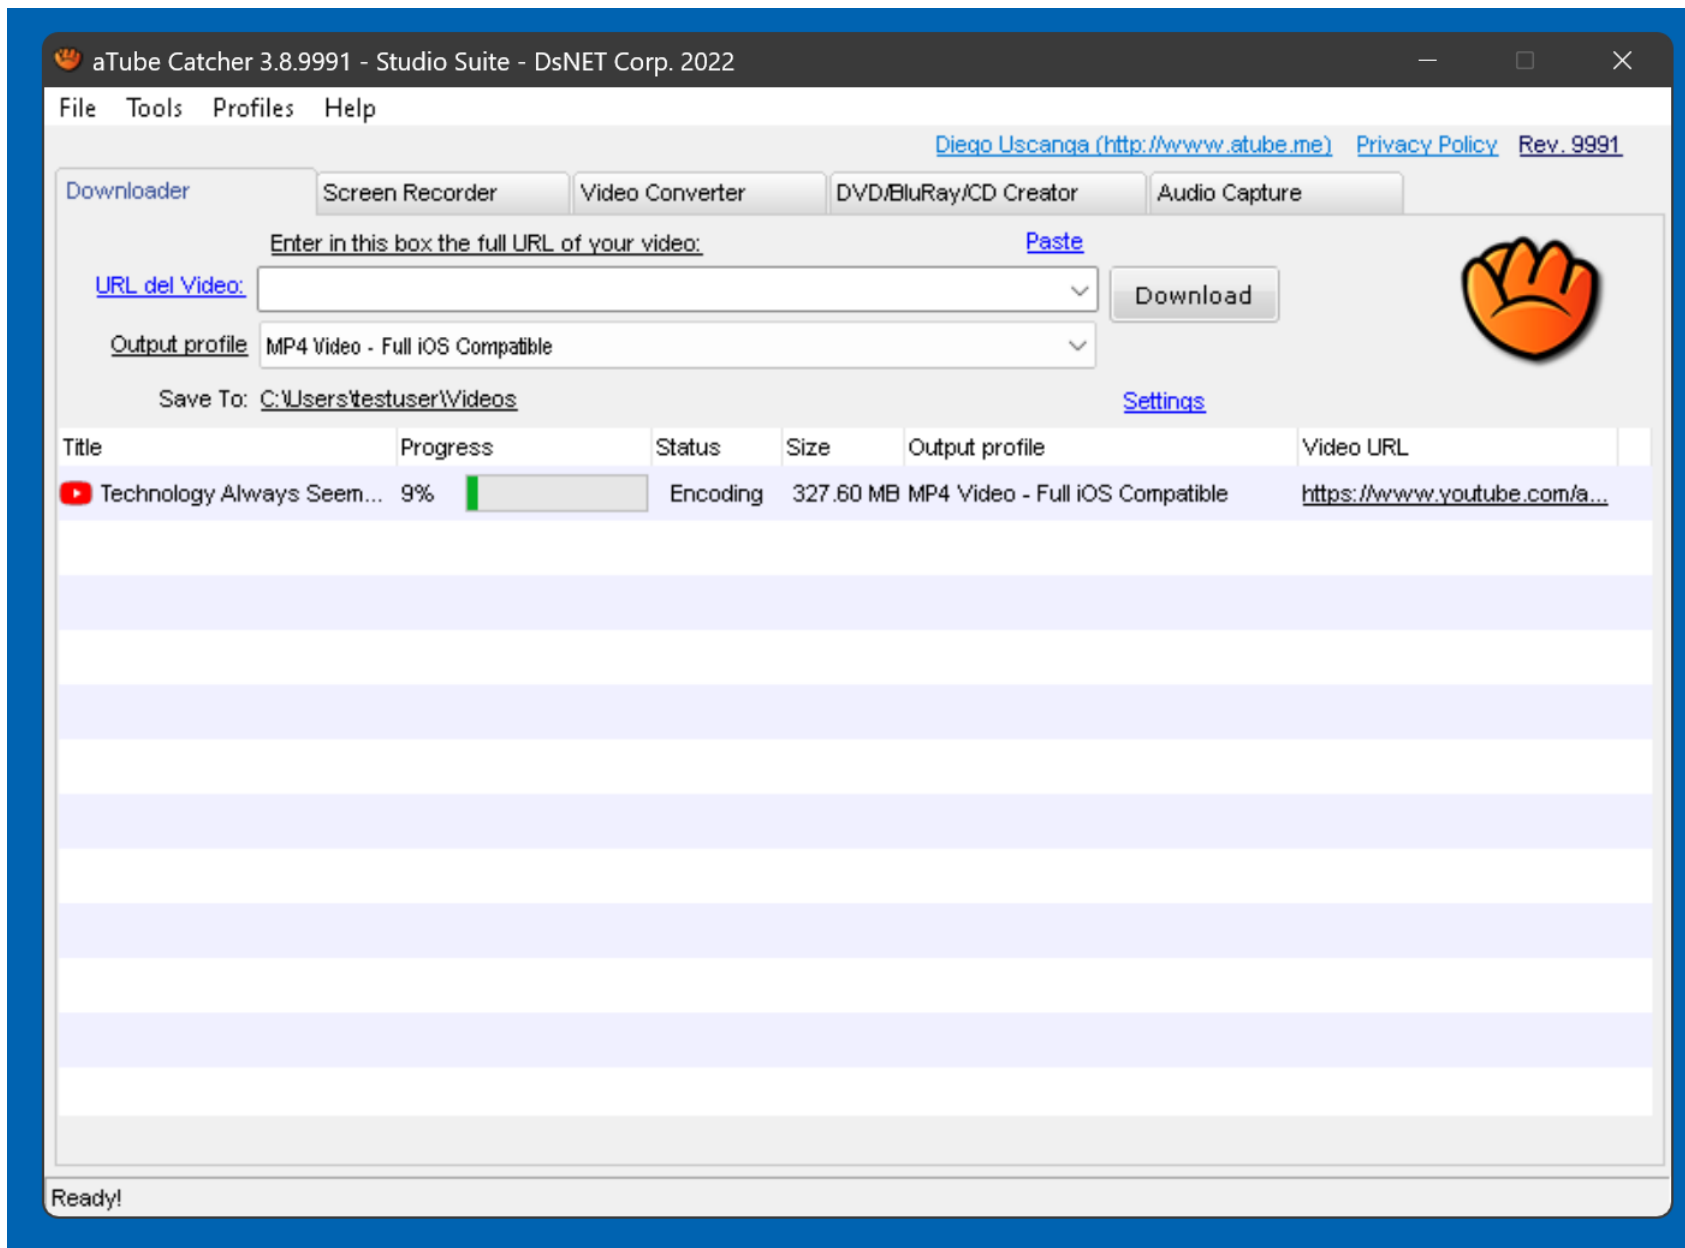 aTube Catcher 3.8.9991 - Studio Suite - DsNET Corp. 2022
File Tools Profiles Help
Diego Uscanga (http://www.atube.me) Privacy Policy Rev. 9991
Downloader Screen Recorder Video Converter DVD/BluRay/CD Creator Audio Capture
Enter in this box the full URL of your video: Paste
URL del Video: Download
Output profile MP4 Video - Full iOS Compatible
Save To: C:\Users\testuser\Videos Settings
Title Progress Status Size Output profile Video URL
Technology Always Seem... 9% Encoding 327.60 MB MP4 Video - Full iOS Compatible https://www.youtube.com/a...
Ready!